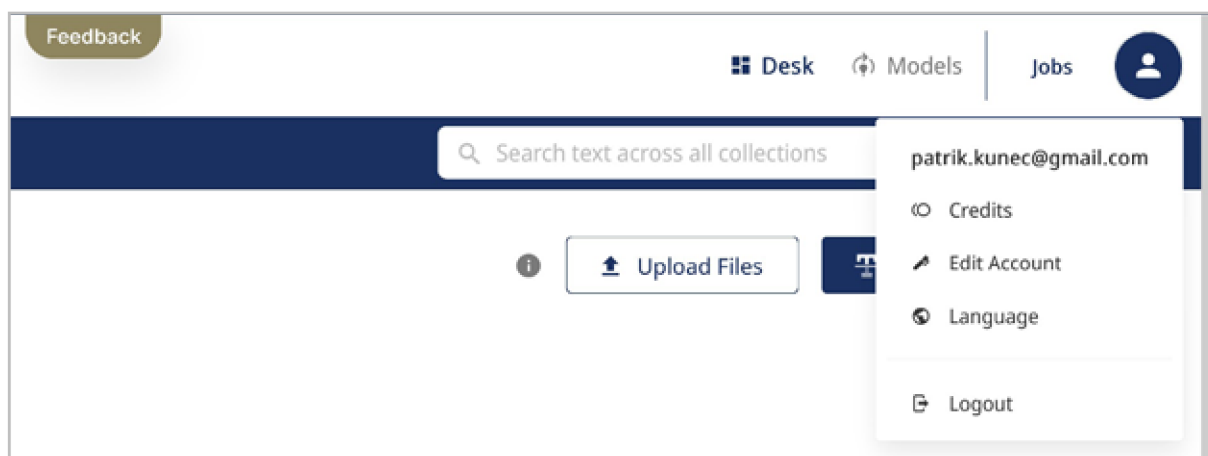 Feedback
Desk Models Jobs
Search text across all collections
patrik.kunec@gmail.com
Credits
Upload Files
Edit Account
Language
Logout